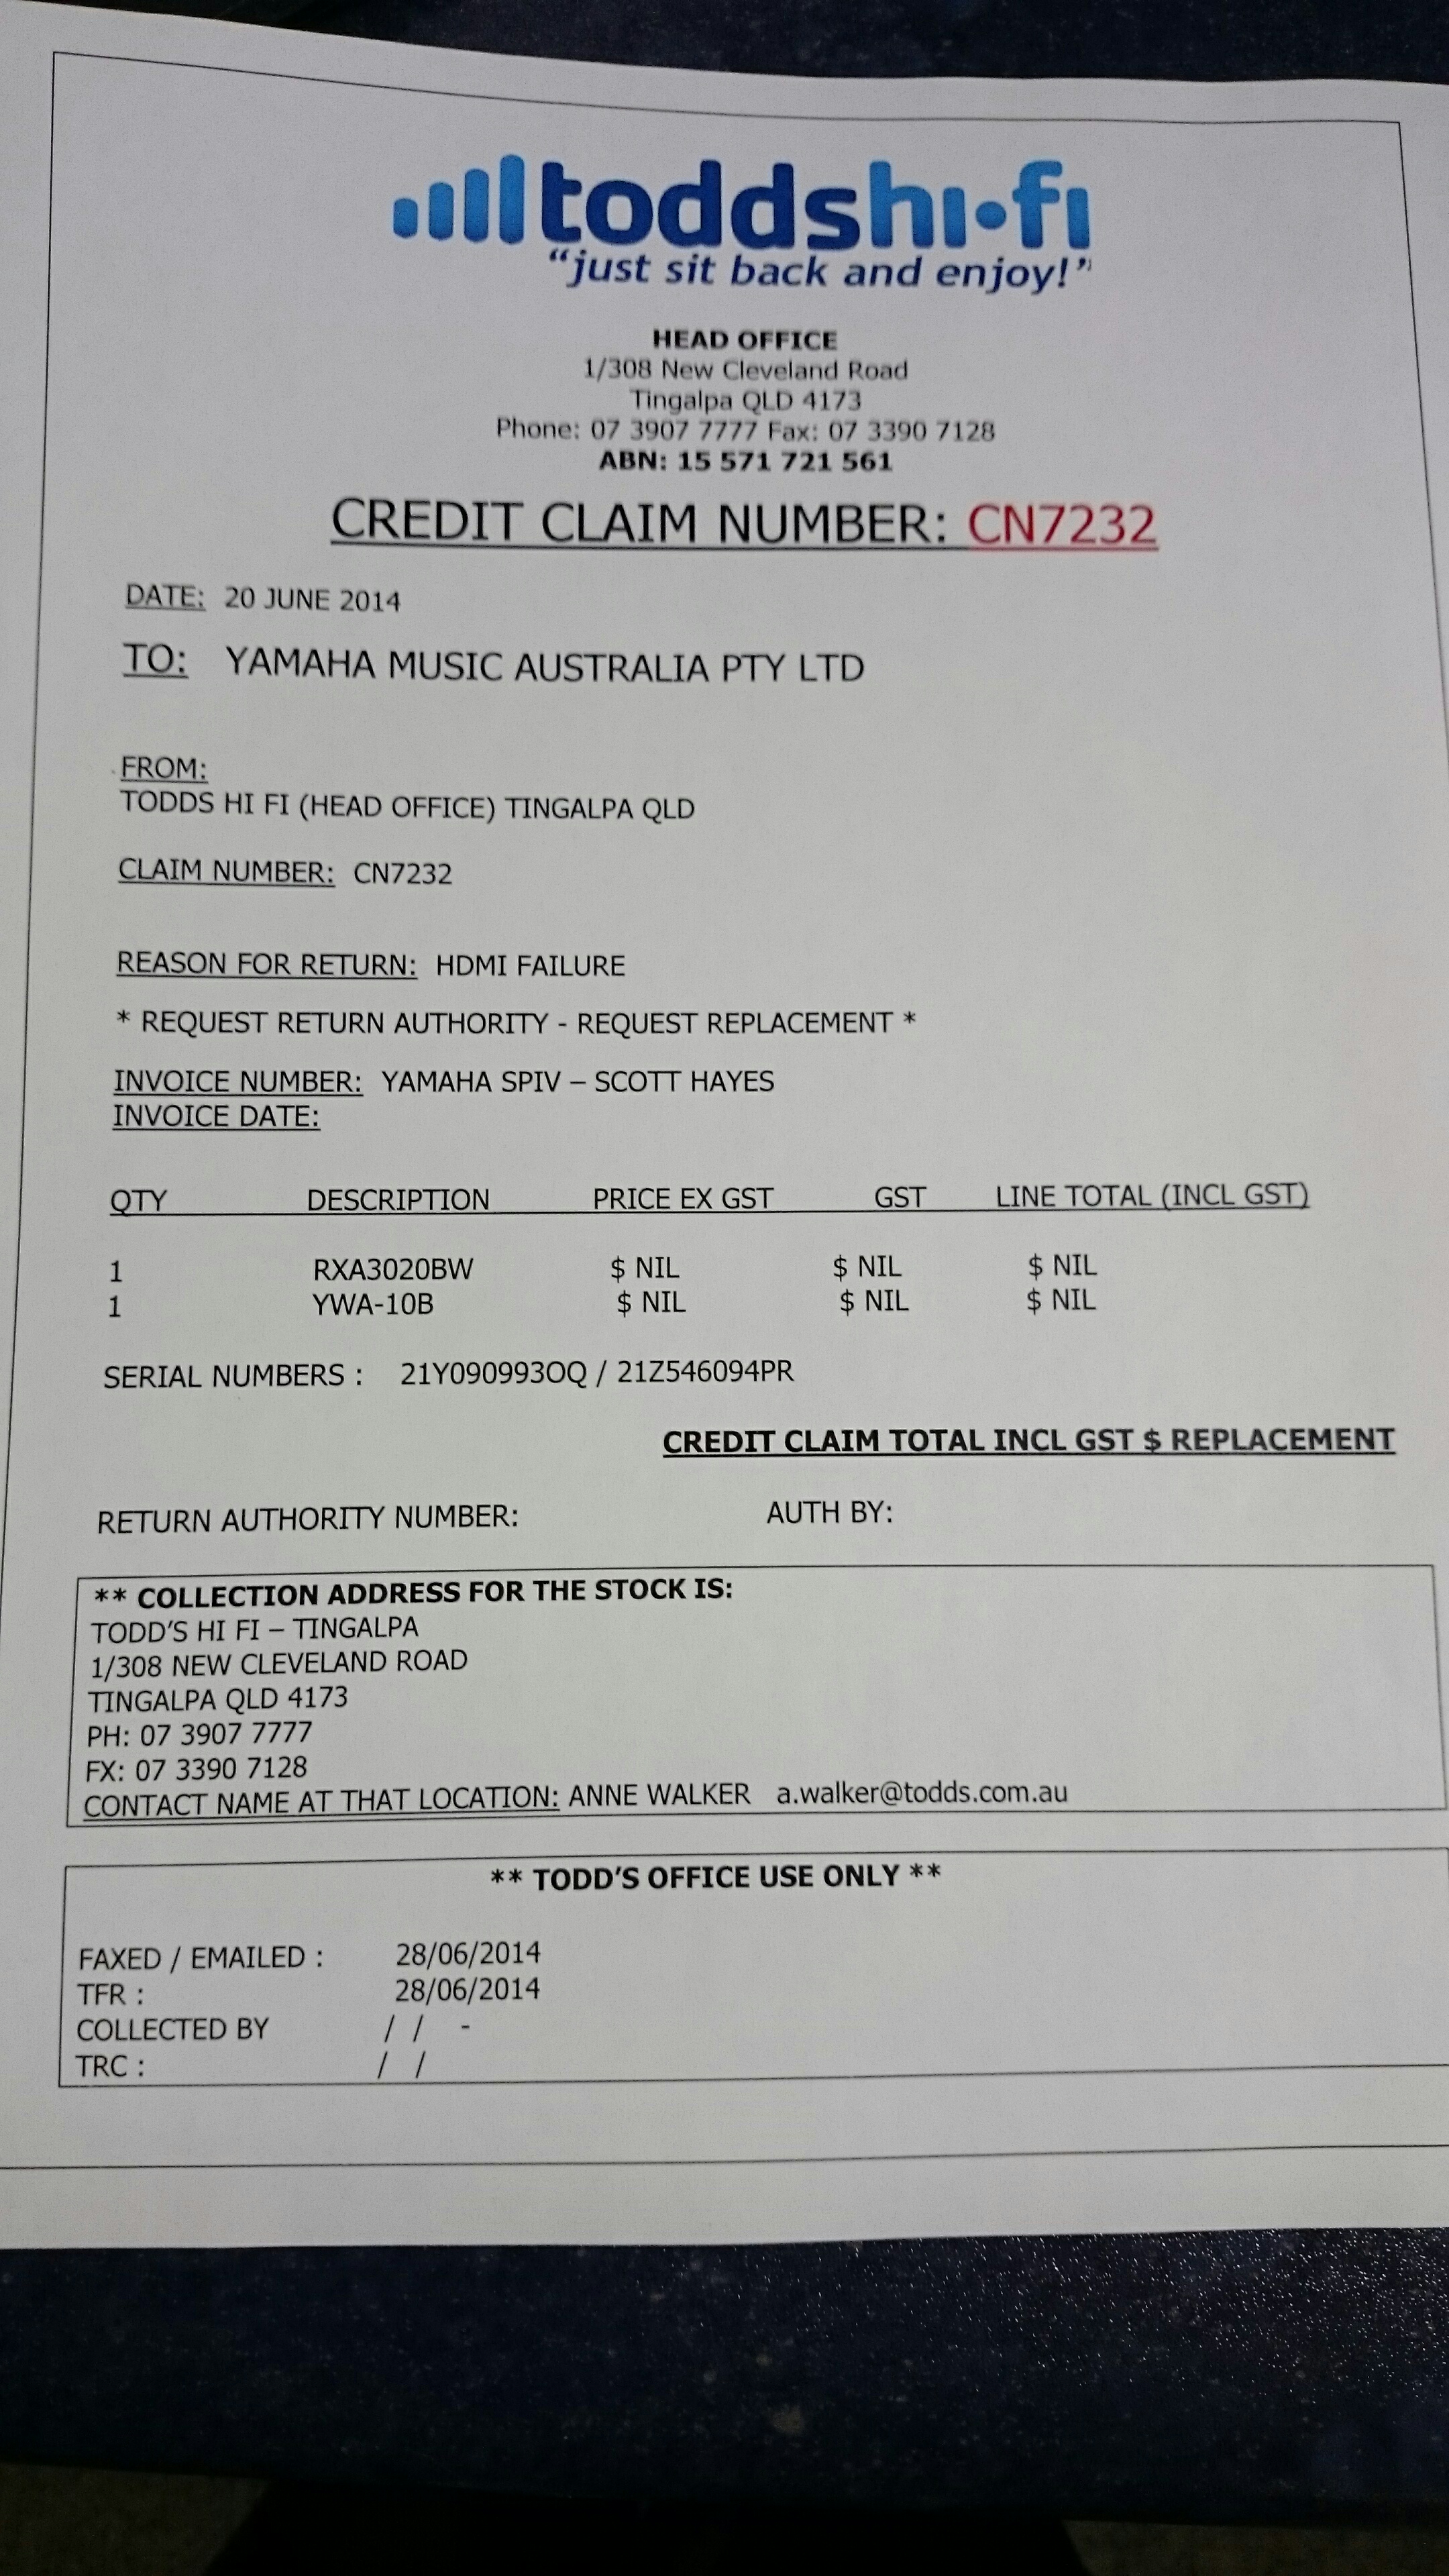 toddshi•fi
“just sit back and enjoy!”
HEAD OFFICE
1/308 New Cleveland Road
Tingalpa QLD 4173
Phone: 07 3907 7777 Fax: 07 3390 7128
ABN: 15 571 721 561
CREDIT CLAIM NUMBER: CN7232
DATE: 20 JUNE 2014
TO: YAMAHA MUSIC AUSTRALIA PTY LTD
FROM:
TODDS HI FI (HEAD OFFICE) TINGALPA QLD
CLAIM NUMBER: CN7232
REASON FOR RETURN: HDMI FAILURE
* REQUEST RETURN AUTHORITY - REQUEST REPLACEMENT *
INVOICE NUMBER: YAMAHA SPIV – SCOTT HAYES
INVOICE DATE:
QTY DESCRIPTION PRICE EX GST GST LINE TOTAL (INCL GST)
1 RXA3020BW $ NIL $ NIL $ NIL
1 YWA-10B $ NIL $ NIL $ NIL
SERIAL NUMBERS : 21Y090993OQ / 21Z546094PR
CREDIT CLAIM TOTAL INCL GST $ REPLACEMENT
RETURN AUTHORITY NUMBER: AUTH BY:
** COLLECTION ADDRESS FOR THE STOCK IS:
TODD’S HI FI – TINGALPA
1/308 NEW CLEVELAND ROAD
TINGALPA QLD 4173
PH: 07 3907 7777
FX: 07 3390 7128
CONTACT NAME AT THAT LOCATION: ANNE WALKER a.walker@todds.com.au
** TODD’S OFFICE USE ONLY **
FAXED / EMAILED : 28/06/2014
TFR : 28/06/2014
COLLECTED BY / / -
TRC : / /